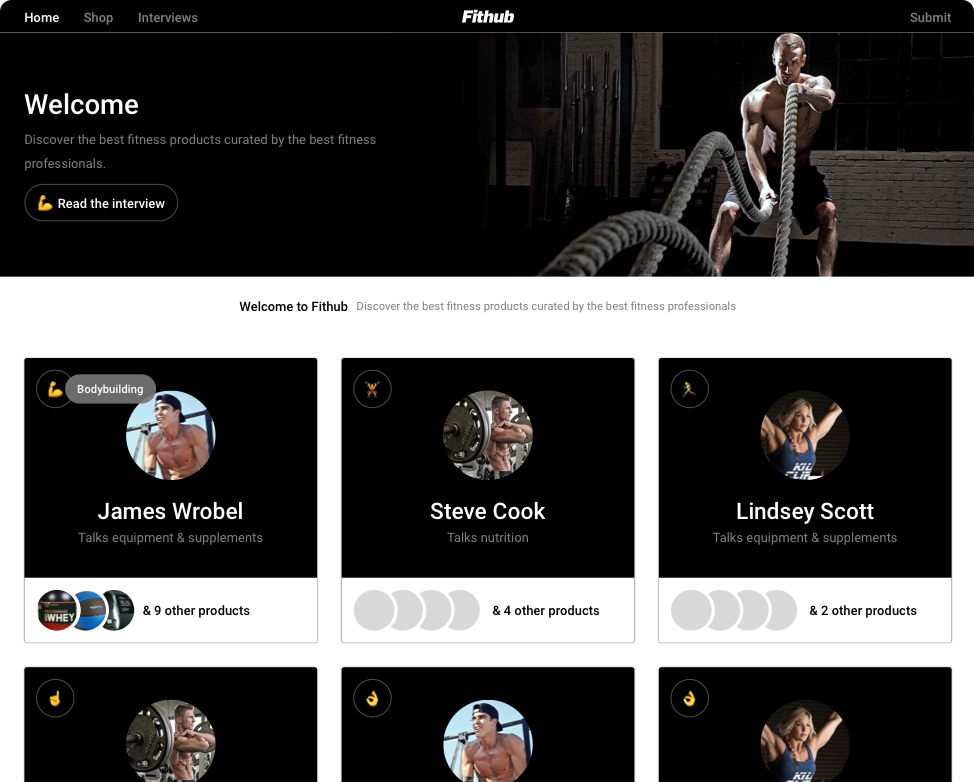 Home Shop Interviews Fithub Submit
Welcome
Discover the best fitness products curated by the best fitness
professionals.
Read the interview
Welcome to Fithub Discover the best fitness products curated by the best fitness professionals
Bodybuilding
KIL
James Wrobel
Steve Cook
Lindsey Scott
Talks equipment & supplements
Talks nutrition
Talks equipment & supplements
WHEY
& 9 other products
& 4 other products
& 2 other products
KIL